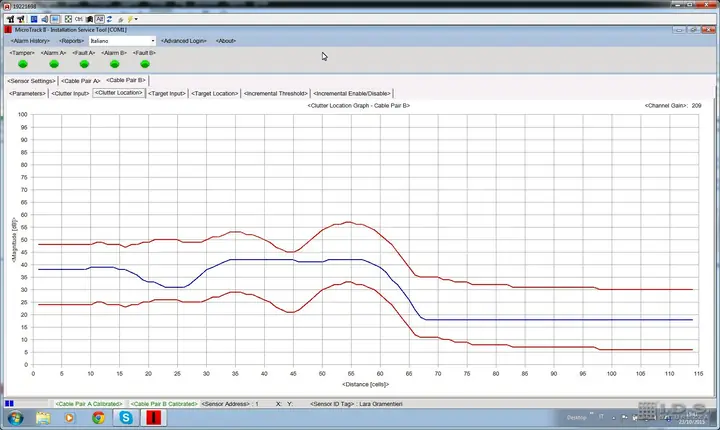 19221698
MicroTrack II - Installation Service Tool [COM1]
<Alarm History> <Reports> Italiano <Advanced Login> <About>
<Tamper> <Alarm A> <Fault A> <Alarm B> <Fault B>
<Sensor Settings> <Cable Pair A> <Cable Pair B>
<Parameters> <Clutter Input> <Clutter Location> <Target Input> <Target Location> <Incremental Threshold> <Incremental Enable/Disable>
<Clutter Location Graph - Cable Pair B> <Channel Gain> : 209
100
95
90
85
80
75
70
65
60
55
50
45
40
35
30
25
20
15
10
5
0
<Magnitude [dB]>
0 5 10 15 20 25 30 35 40 45 50 55 60 65 70 75 80 85 90 95 100 105 110 115
<Distance [cells]>
<Cable Pair A Calibrated> <Cable Pair B Calibrated> <Sensor Address> : 1 X: Y: <Sensor ID Tag> : Lara Gramentieri
Desktop IT
23/10/2015
I.D.S.